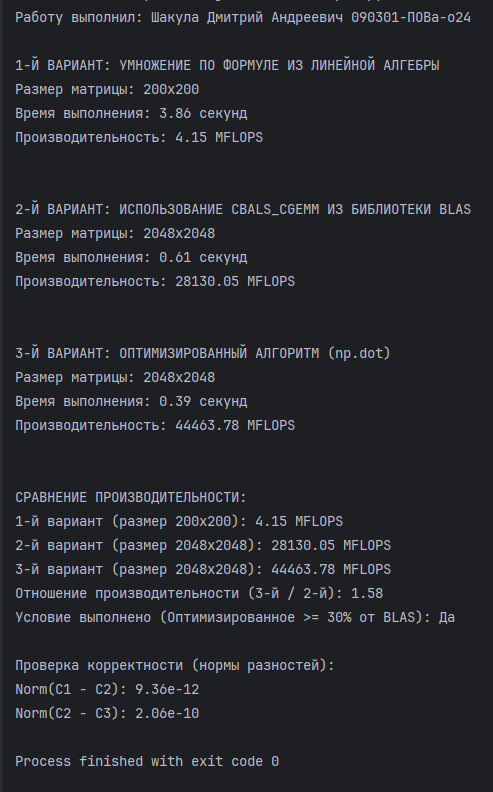 Работу выполнил: Шакула Дмитрий Андреевич 090301-ПОВа-о24
1-Й ВАРИАНТ: УМНОЖЕНИЕ ПО ФОРМУЛЕ ИЗ ЛИНЕЙНОЙ АЛГЕБРЫ
Размер матрицы: 200x200
Время выполнения: 3.86 секунд
Производительность: 4.15 MFLOPS
2-Й ВАРИАНТ: ИСПОЛЬЗОВАНИЕ CBALS_CGEMM ИЗ БИБЛИОТЕКИ BLAS
Размер матрицы: 2048x2048
Время выполнения: 0.61 секунд
Производительность: 28130.05 MFLOPS
3-Й ВАРИАНТ: ОПТИМИЗИРОВАННЫЙ АЛГОРИТМ (np.dot)
Размер матрицы: 2048x2048
Время выполнения: 0.39 секунд
Производительность: 44463.78 MFLOPS
СРАВНЕНИЕ ПРОИЗВОДИТЕЛЬНОСТИ:
1-й вариант (размер 200x200): 4.15 MFLOPS
2-й вариант (размер 2048x2048): 28130.05 MFLOPS
3-й вариант (размер 2048x2048): 44463.78 MFLOPS
Отношение производительности (3-й / 2-й): 1.58
Условие выполнено (Оптимизированное >= 30% от BLAS): Да
Проверка корректности (нормы разностей):
Norm(C1 - C2): 9.36e-12
Norm(C2 - C3): 2.06e-10
Process finished with exit code 0